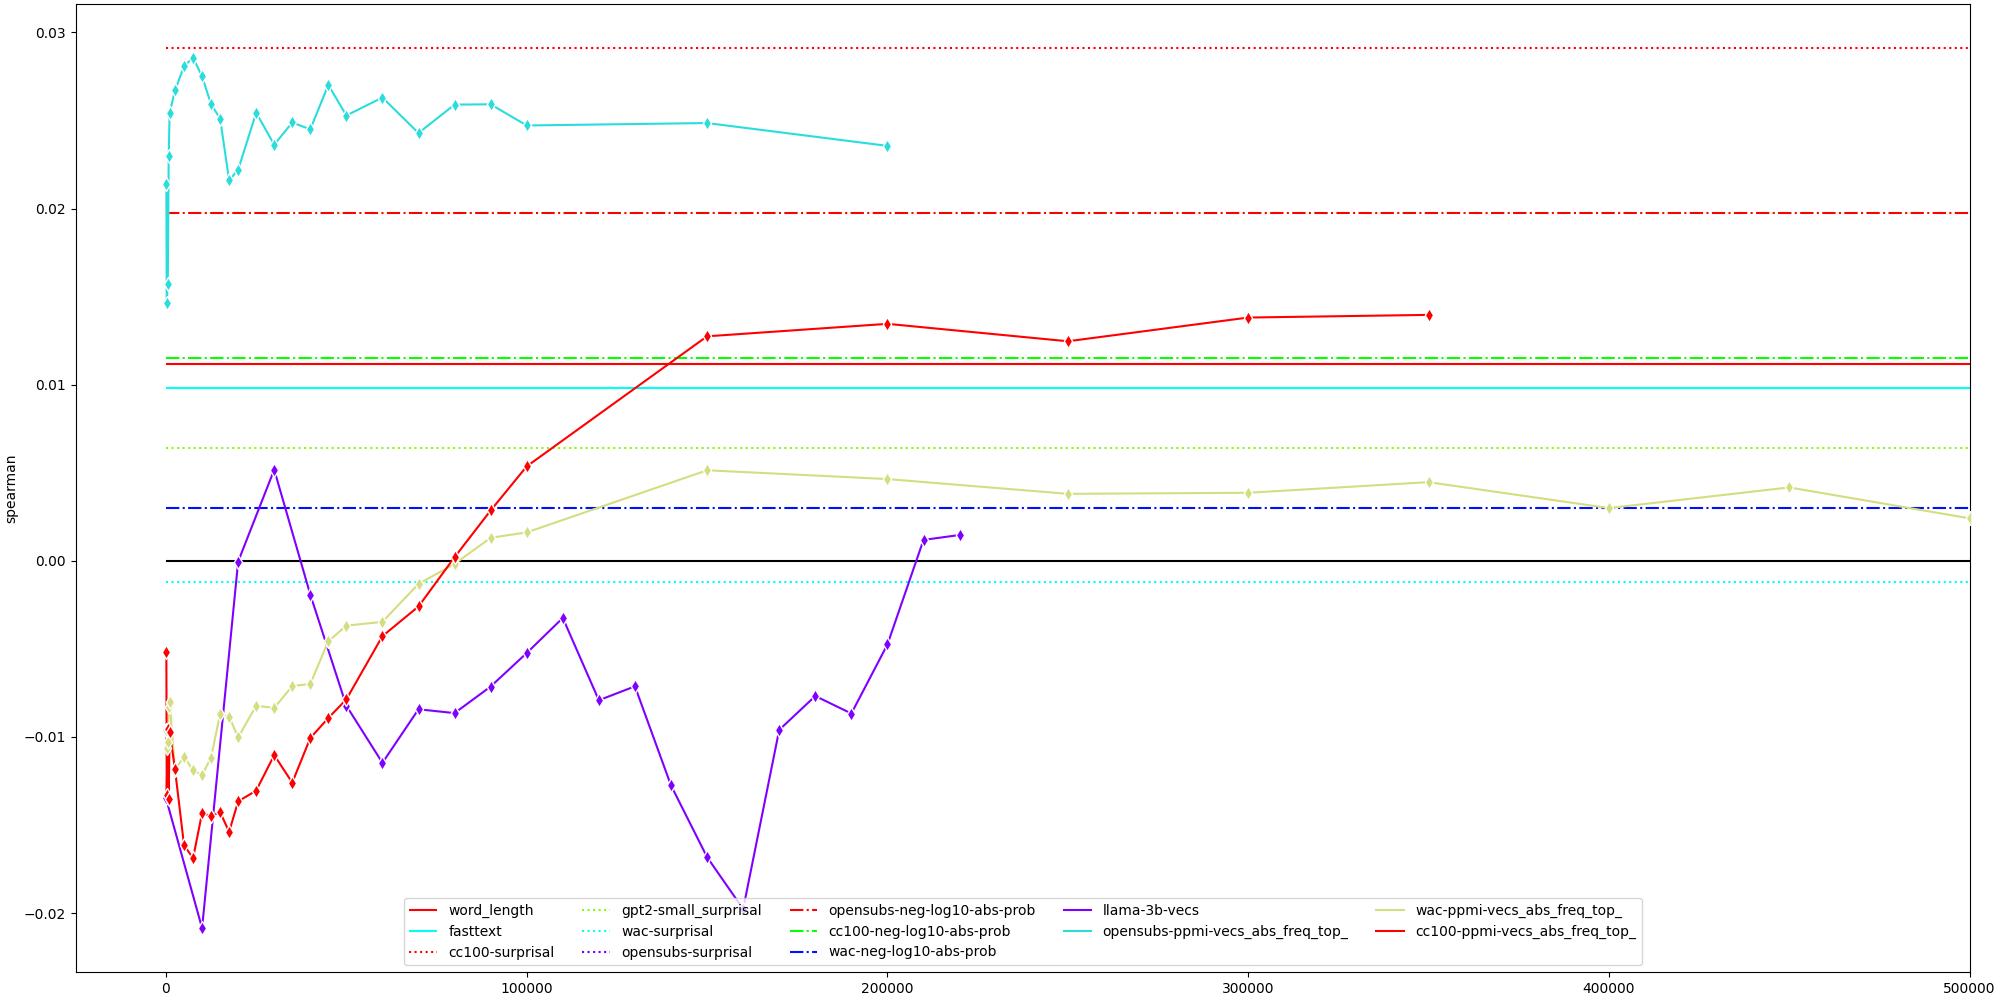 0.03
0.02
0.01
0.00
−0.01
−0.02
spearman
word_length
fasttext
cc100-surprisal
gpt2-small_surprisal
wac-surprisal
opensubs-surprisal
opensubs-neg-log10-abs-prob
cc100-neg-log10-abs-prob
wac-neg-log10-abs-prob
llama-3b-vecs
opensubs-ppmi-vecs_abs_freq_top_
wac-ppmi-vecs_abs_freq_top_
cc100-ppmi-vecs_abs_freq_top_
0 100000 200000 300000 400000 500000